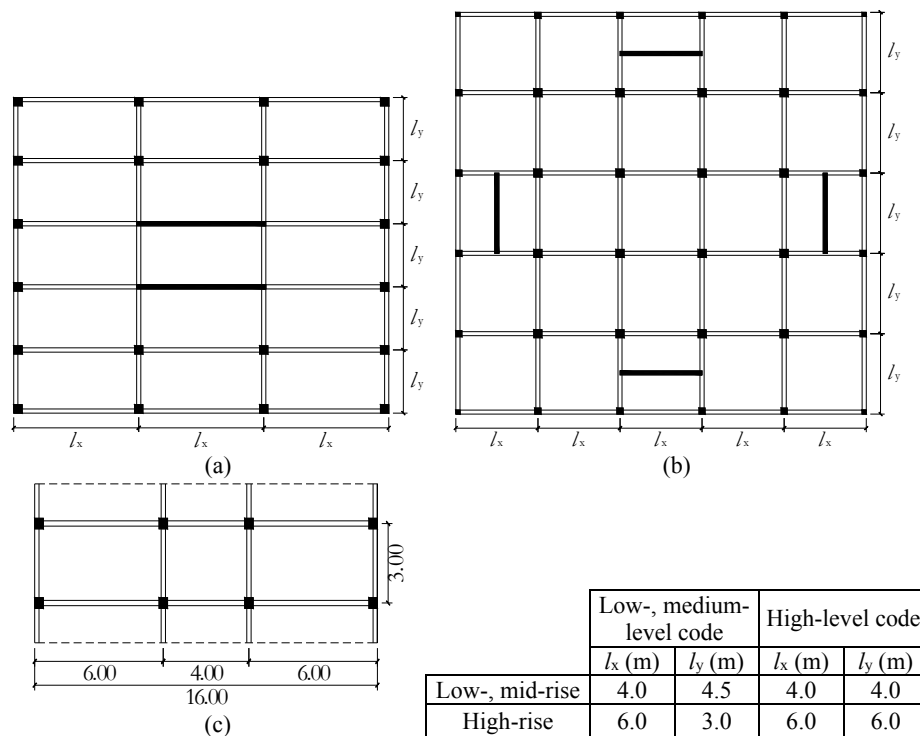 l_y
l_y
l_y
l_y
l_y
l_x l_x l_x
(a)
l_y
l_y
l_y
l_y
l_y
l_x l_x l_x l_x l_x
(b)
3.00
6.00 4.00 6.00
16.00
(c)
Low-, medium-level code High-level code
l_x (m) l_y (m) l_x (m) l_y (m)
Low-, mid-rise 4.0 4.5 4.0 4.0
High-rise 6.0 3.0 6.0 6.0